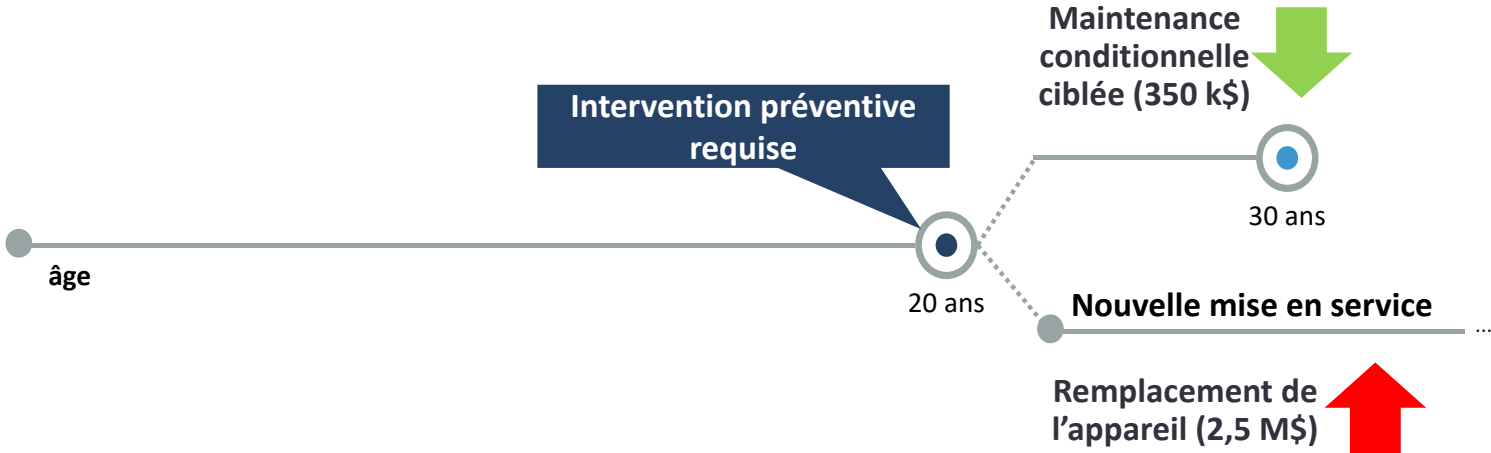 Maintenance
conditionnelle
ciblée (350 k$)
Intervention préventive
requise
30 ans
âge
20 ans
Nouvelle mise en service
...
Remplacement de
l’appareil (2,5 M$)